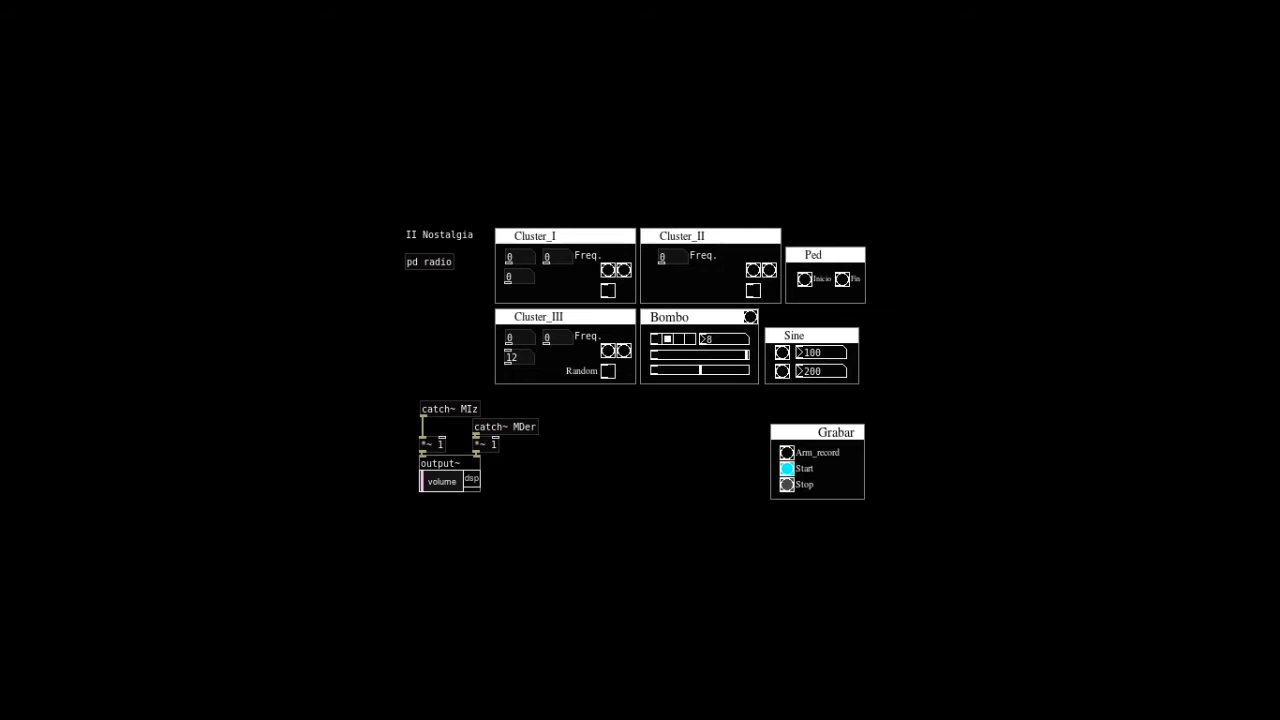 II Nostalgia
pd radio
Cluster_I
0 0 Freq.
0
Cluster_II
0 Freq.
Ped
Inicio Fin
Cluster_III
0 0 Freq.
12
Random
Bombo
8
Sine
100
200
catch~ MIz
catch~ MDer
*~ 1 *~ 1
output~
volume dsp
Grabar
Arm_record
Start
Stop